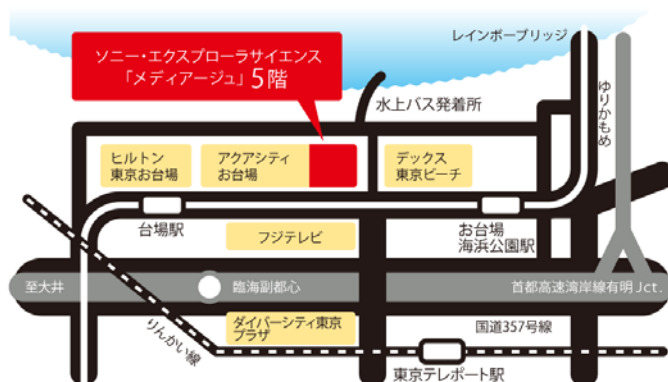 レインボーブリッジ
ソニー・エクスプローラサイエンス
「メディアージュ」5階
ゆりかもめ
水上バス発着所
ヒルトン
東京お台場
アクアシティ
お台場
デックス
東京ビーチ
台場駅
フジテレビ
お台場
海浜公園駅
至大井
臨海副都心
首都高速湾岸線有明Jct.
りんかい線
ダイバーシティ東京
プラザ
国道357号線
東京テレポート駅